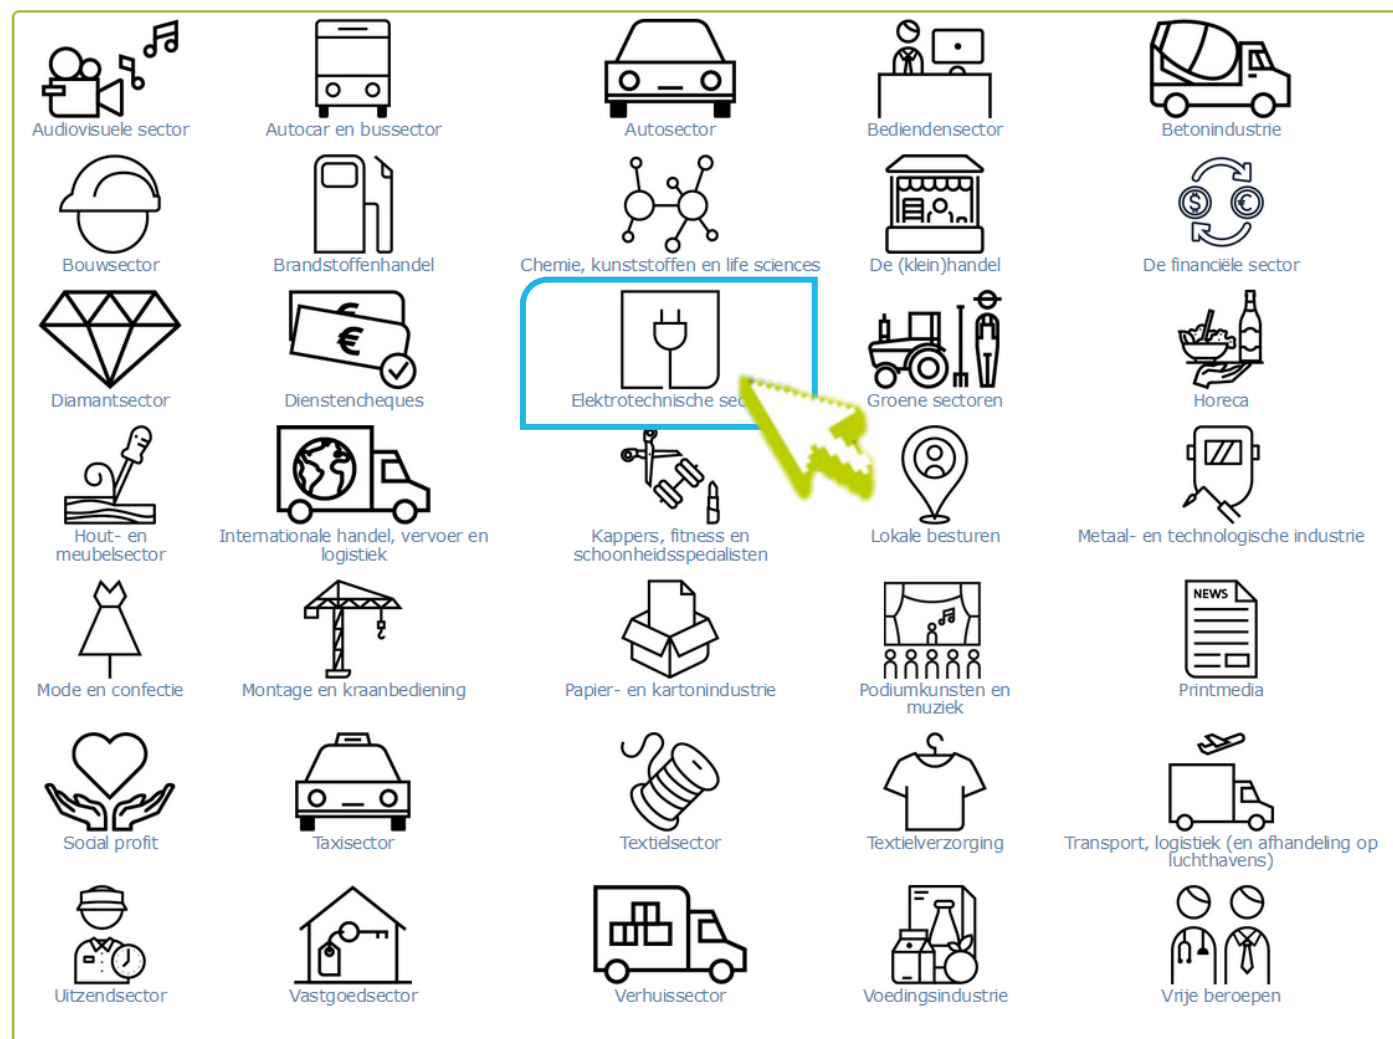 Audiovisuele sector
Autocar en bussector
Autosector
Bediendensector
Betonindustrie
Bouwsector
Brandstoffenhandel
Chemie, kunststoffen en life sciences
De (klein)handel
De financiële sector
Diamantsector
Dienstencheques
Elektrotechnische
Groene sectoren
Horeca
Hout- en
meubelsector
Internationale handel, vervoer en
logistiek
Kappers, fitness en
schoonheidsspecialisten
Lokale besturen
Metaal- en technologische industrie
Mode en confectie
Montage en kraanbediening
Papier- en kartonindustrie
Podiumkunsten en
muziek
NEWS
Printmedia
Social profit
Taxisector
Textielsector
Textielverzorging
Transport, logistiek (en afhandeling op
luchthavens)
Uitzendsector
Vastgoedsector
Verhuissector
Voedingsindustrie
Vrije beroepen